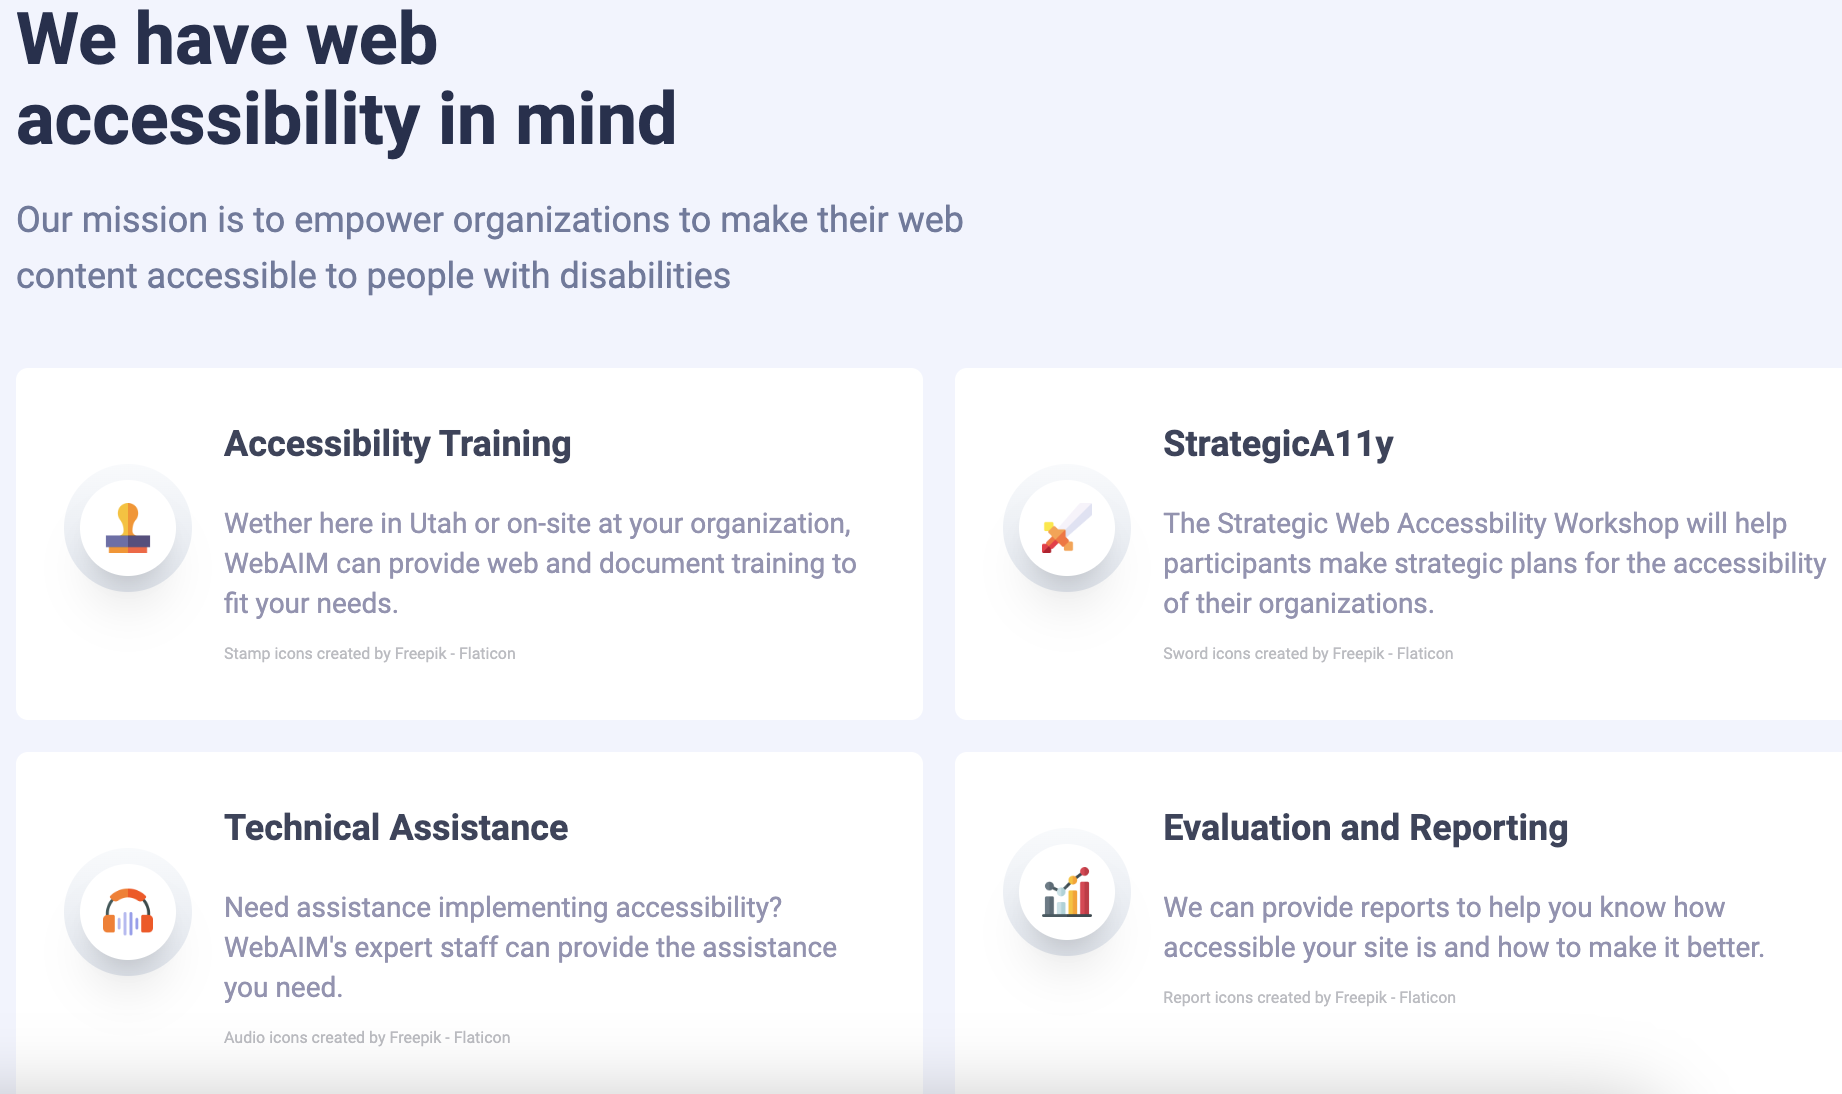 We have web
accessibility in mind
Our mission is to empower organizations to make their web
content accessible to people with disabilities
Accessibility Training
Wether here in Utah or on-site at your organization,
WebAIM can provide web and document training to
fit your needs.
Stamp icons created by Freepik - Flaticon
StrategicA11y
The Strategic Web Accessbility Workshop will help
participants make strategic plans for the accessibility
of their organizations.
Sword icons created by Freepik - Flaticon
Technical Assistance
Need assistance implementing accessibility?
WebAIM's expert staff can provide the assistance
you need.
Audio icons created by Freepik - Flaticon
Evaluation and Reporting
We can provide reports to help you know how
accessible your site is and how to make it better.
Report icons created by Freepik - Flaticon